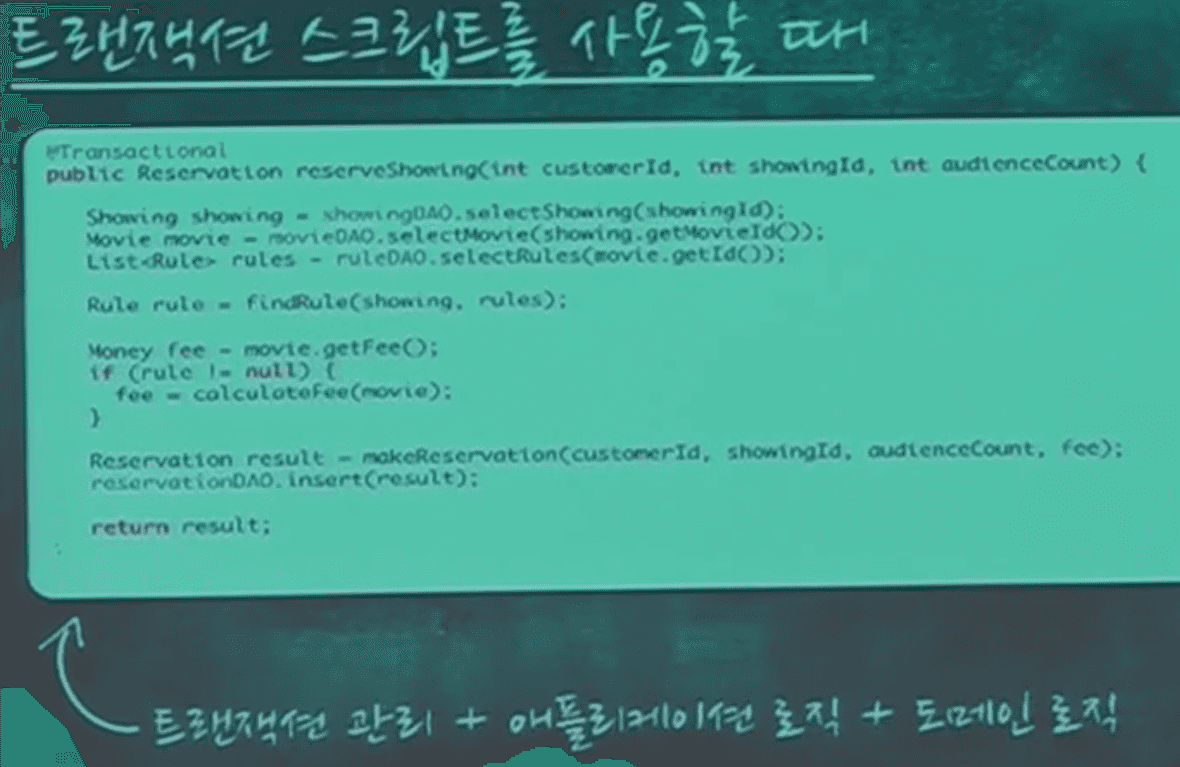 트랜잭션 스크립트를 사용할 때
@Transactional
public Reservation reserveShowing(int customerId, int showingId, int audienceCount) {
Showing showing = showingDAO.selectShowing(showingId);
Movie movie = movieDAO.selectMovie(showing.getMovieId());
List<Rule> rules = ruleDAO.selectRules(movie.getId());
Rule rule = findRule(showing, rules);
Money fee = movie.getFee();
if (rule != null) {
fee = calculateFee(movie);
}
Reservation result = makeReservation(customerId, showingId, audienceCount, fee);
reservationDAO.insert(result);
return result;
트랜잭션 관리 + 애플리케이션 로직 + 도메인 로직